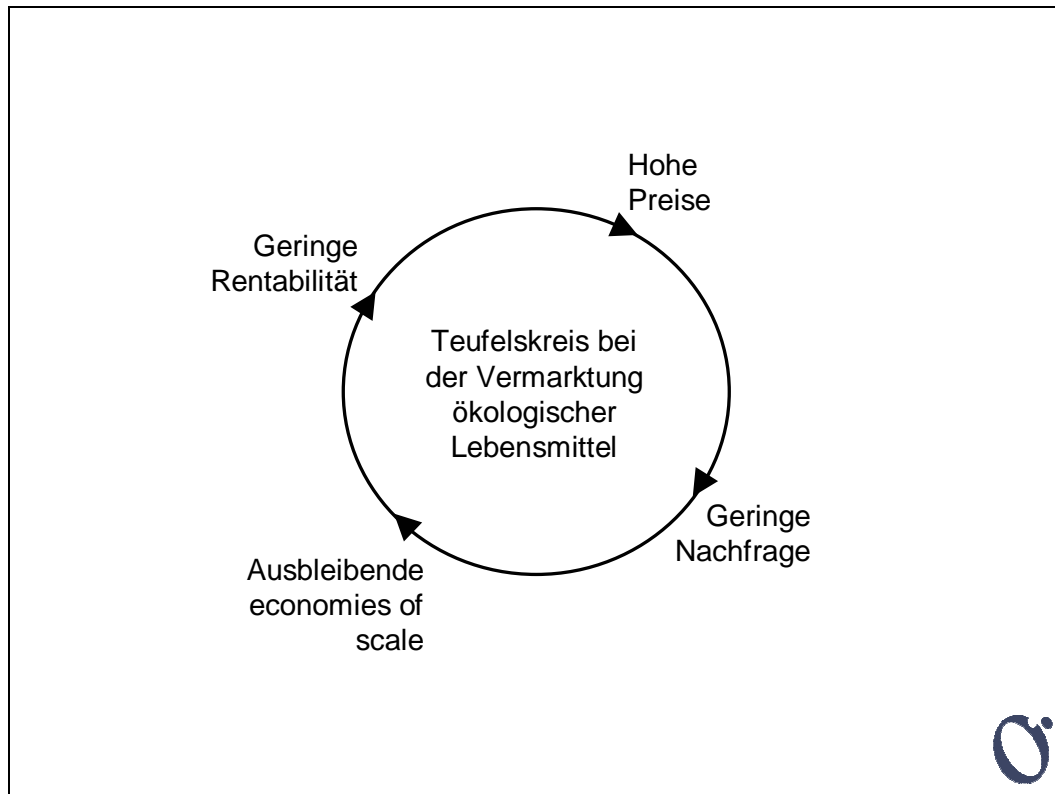 Hohe
Preise
Geringe
Rentabilität
Teufelskreis bei
der Vermarktung
ökologischer
Lebensmittel
Geringe
Nachfrage
Ausbleibende
economies of
scale